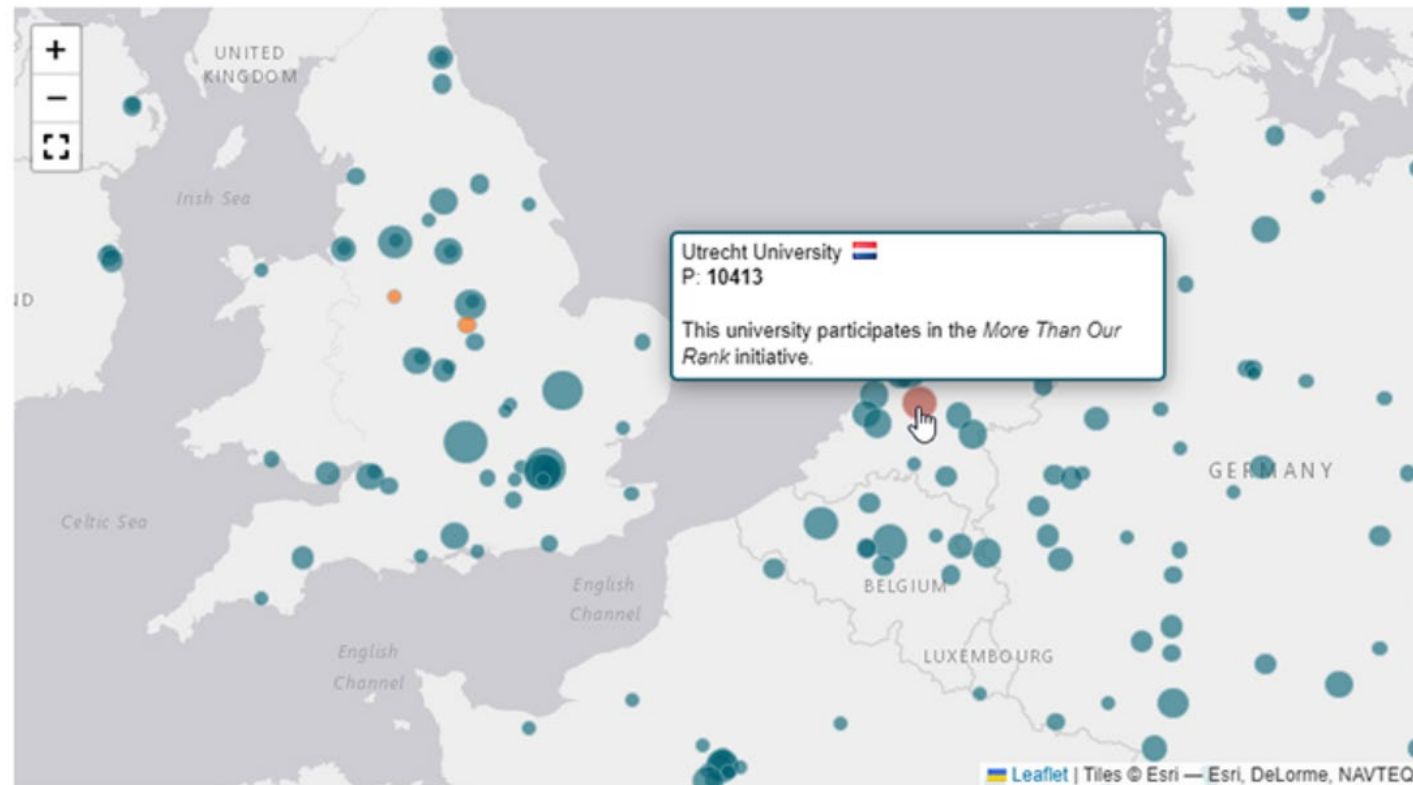 +
UNITED
KINGDOM
−
Irish Sea
Utrecht University
P: 10413
This university participates in the More Than Our
Rank initiative.
GERMANY
Celtic Sea
English
Channel
BELGIUM
English
Channel
LUXEMBOURG
Leaflet | Tiles © Esri — Esri, DeLorme, NAVTEQ